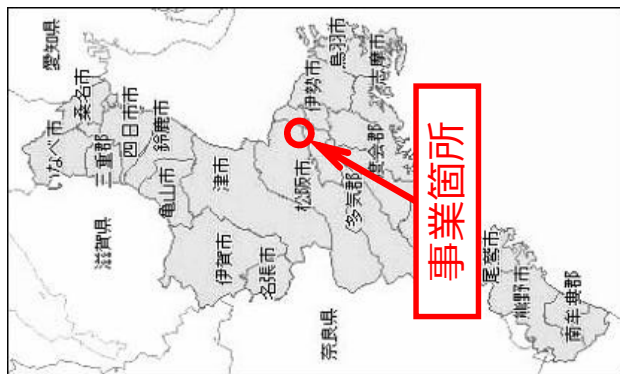 愛知県
桑名市
いなべ市
三重郡
四日市市
鈴鹿市
亀山市
滋賀県
津市
伊賀市
名張市
松阪市
多気郡
伊勢市
鳥羽市
志摩市
度会郡
事業箇所
奈良県
尾鷲市
熊野市
南牟婁郡